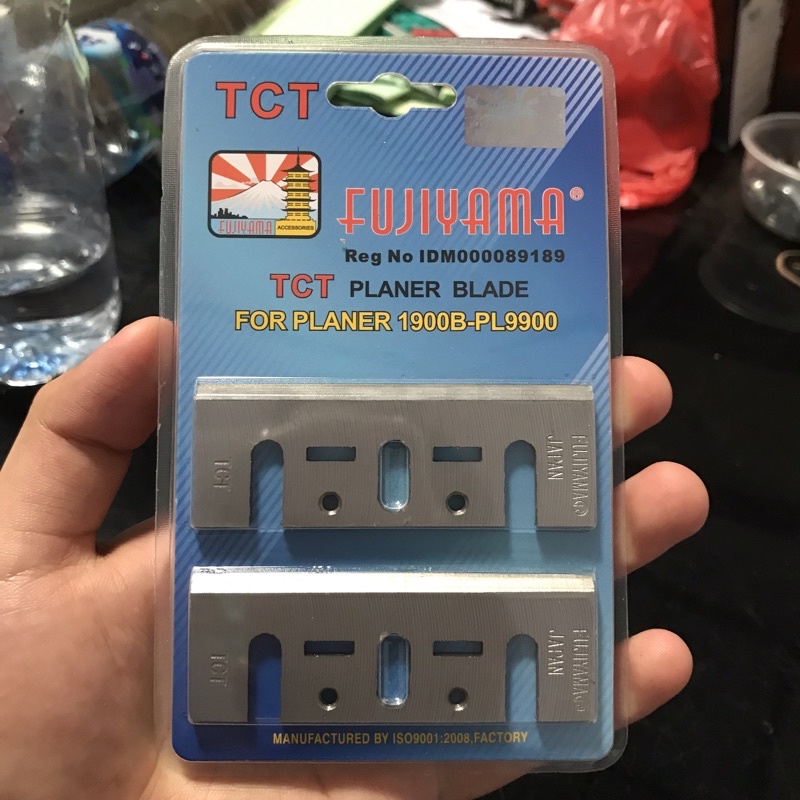 TCT
FUJIYAMA
ACCESSORIES
FUJIYAMA®
Reg No IDM000089189
TCT PLANER BLADE
FOR PLANER 1900B-PL9900
TCT
FUJIYAMA®
JAPAN
TCT
FUJIYAMA®
JAPAN
MANUFACTURED BY ISO9001:2008,FACTORY